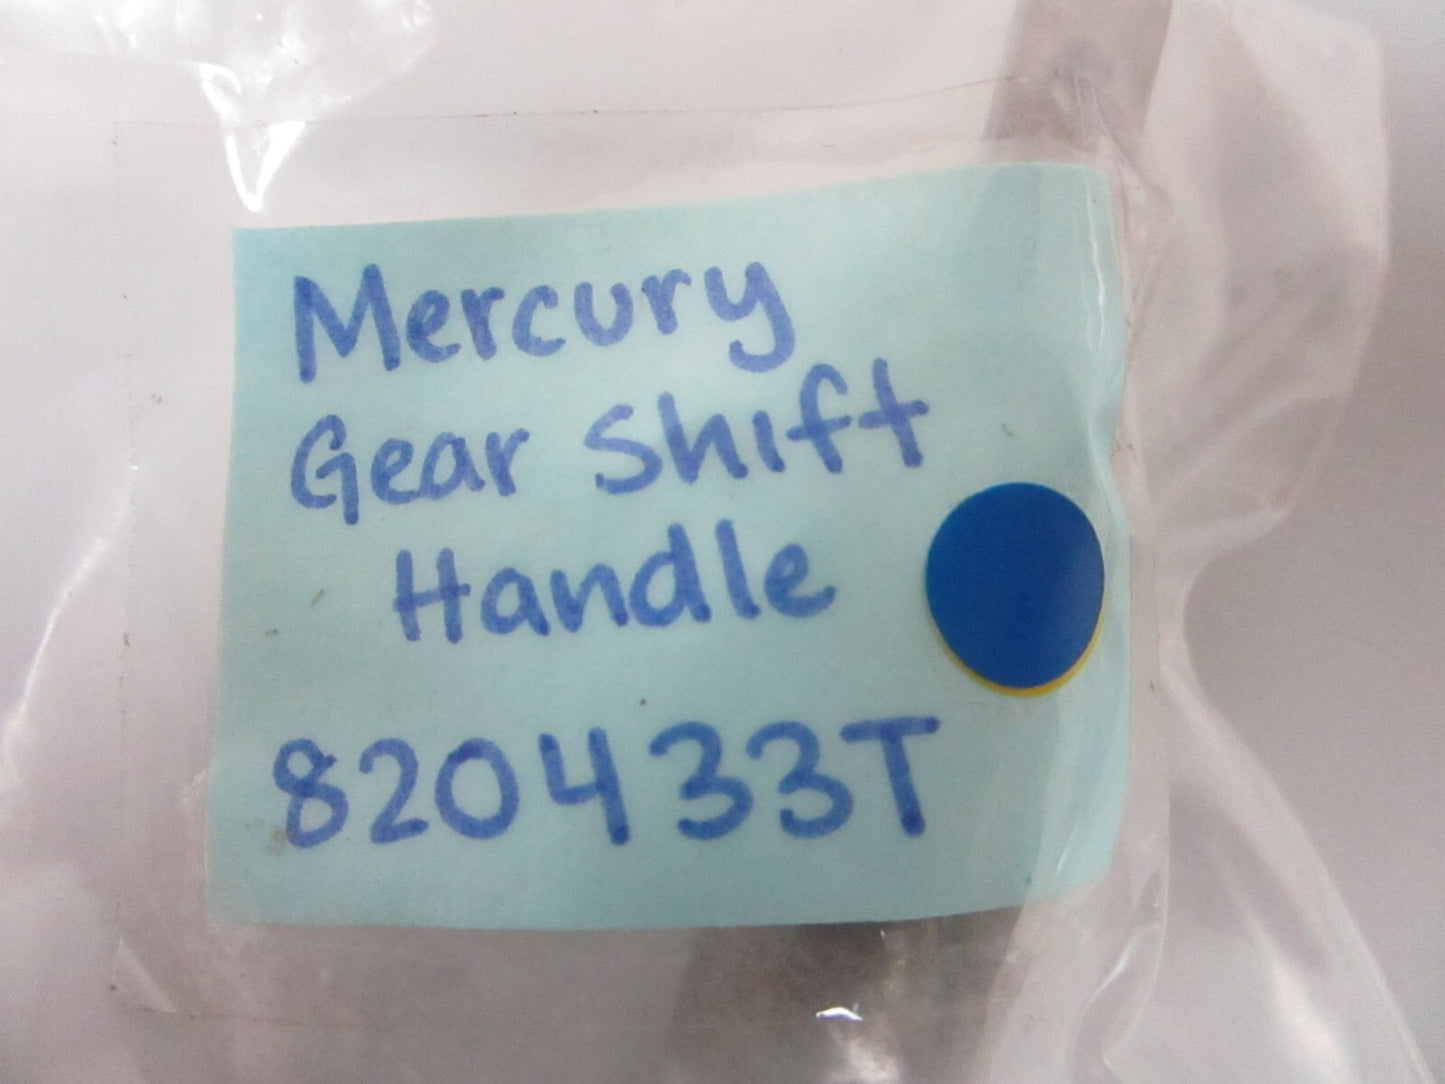 Mercury
Gear Shift
Handle
820433T